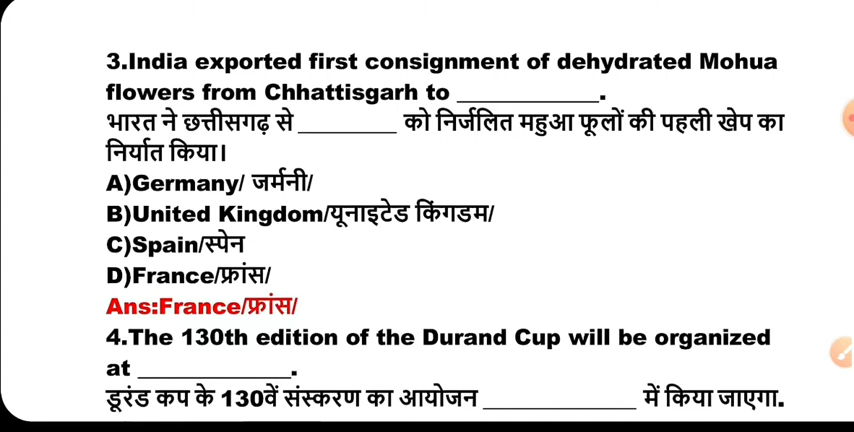 3.India exported first consignment of dehydrated Mohua
flowers from Chhattisgarh to _____________.
भारत ने छत्तीसगढ़ से _________ को निर्जलित महुआ फूलों की पहली खेप का
निर्यात किया।
A)Germany/ जर्मनी/
B)United Kingdom/यूनाइटेड किंगडम/
C)Spain/स्पेन
D)France/फ्रांस/
Ans:France/फ्रांस/
4.The 130th edition of the Durand Cup will be organized
at ______________.
डूरंड कप के 130वें संस्करण का आयोजन ______________ में किया जाएगा.